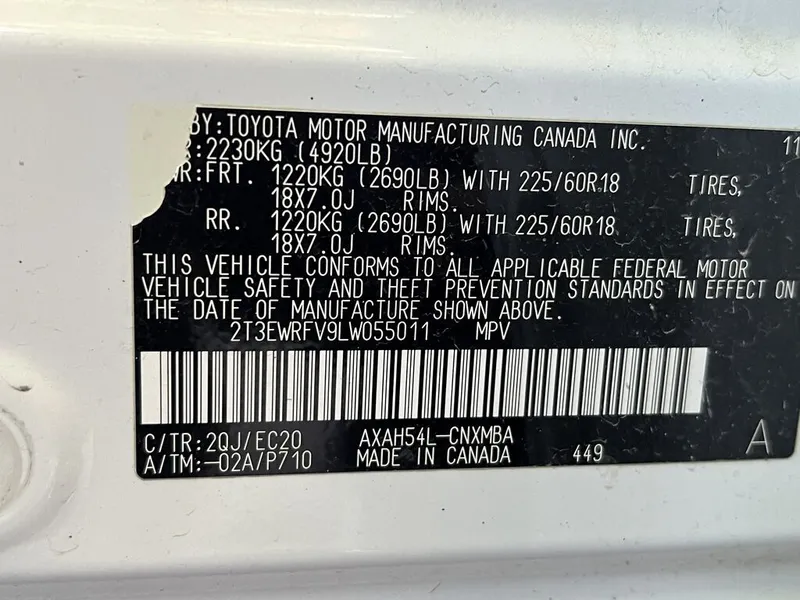 BY:TOYOTA MOTOR MANUFACTURING CANADA INC. 11
:2230KG (4920LB)
WR:FRT. 1220KG (2690LB) WITH 225/60R18 TIRES,
18X7.0J RIMS.
RR. 1220KG (2690LB) WITH 225/60R18 TIRES,
18X7.0J RIMS.
THIS VEHICLE CONFORMS TO ALL APPLICABLE FEDERAL MOTOR
VEHICLE SAFETY AND THEFT PREVENTION STANDARDS IN EFFECT ON
THE DATE OF MANUFACTURE SHOWN ABOVE.
2T3EWRFV9LW055011 MPV
C/TR:2QJ/EC20 AXAH54L-CNXMBA A
A/TM:-02A/P710 MADE IN CANADA 449